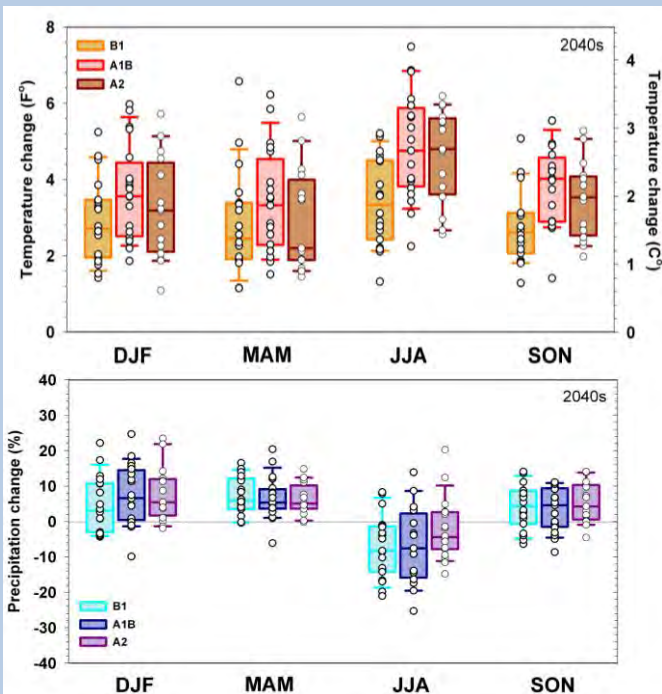 8
6
4
2
0
Temperature change (F°)
B1
A1B
A2
2040s
4
3
2
1
0
Temperature change (C°)
DJF
MAM
JJA
SON
40
30
20
10
0
-10
-20
-30
-40
Precipitation change (%)
2040s
B1
A1B
A2
DJF
MAM
JJA
SON